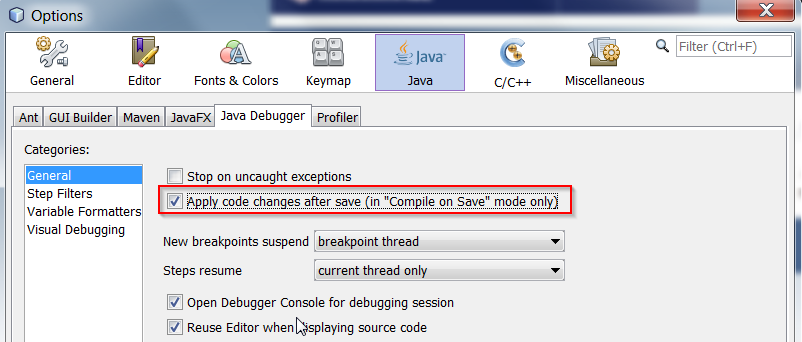 Options
General
Editor
Fonts & Colors
Keymap
Java
Java
C/C++
Miscellaneous
Filter (Ctrl+F)
Ant
GUI Builder
Maven
JavaFX
Java Debugger
Profiler
Categories:
General
Step Filters
Variable Formatters
Visual Debugging
Stop on uncaught exceptions
Apply code changes after save (in "Compile on Save" mode only)
New breakpoints suspend
breakpoint thread
Steps resume
current thread only
Open Debugger Console for debugging session
Reuse Editor when displaying source code